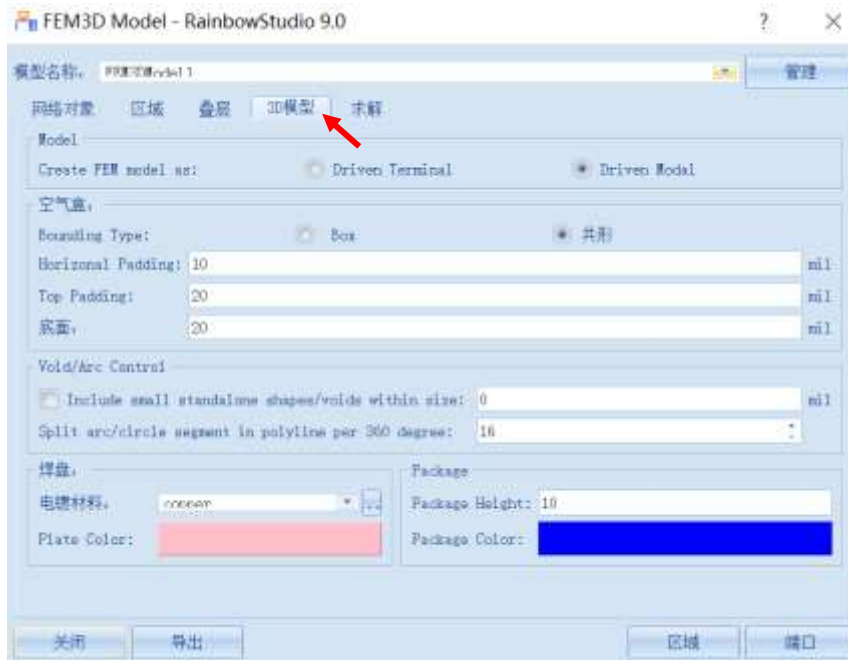 FEM3D Model - RainbowStudio 9.0 ?
模型名称: FEM3DModel1 管理
网络对象 区域 叠层 3D模型 求解
Model
Create FEM model as: Driven Terminal Driven Modal
空气盒:
Bounding Type: Box 共形
Horizonal Padding: 10 mil
Top Padding: 20 mil
底面: 20 mil
Void/Arc Control
Include small standalone shapes/voids within size: 0 mil
Split arc/circle segment in polyline per 360 degree: 16
焊盘: Package
电镀材料: copper Package Height: 10
Plate Color: Package Color:
关闭 导出 区域 端口